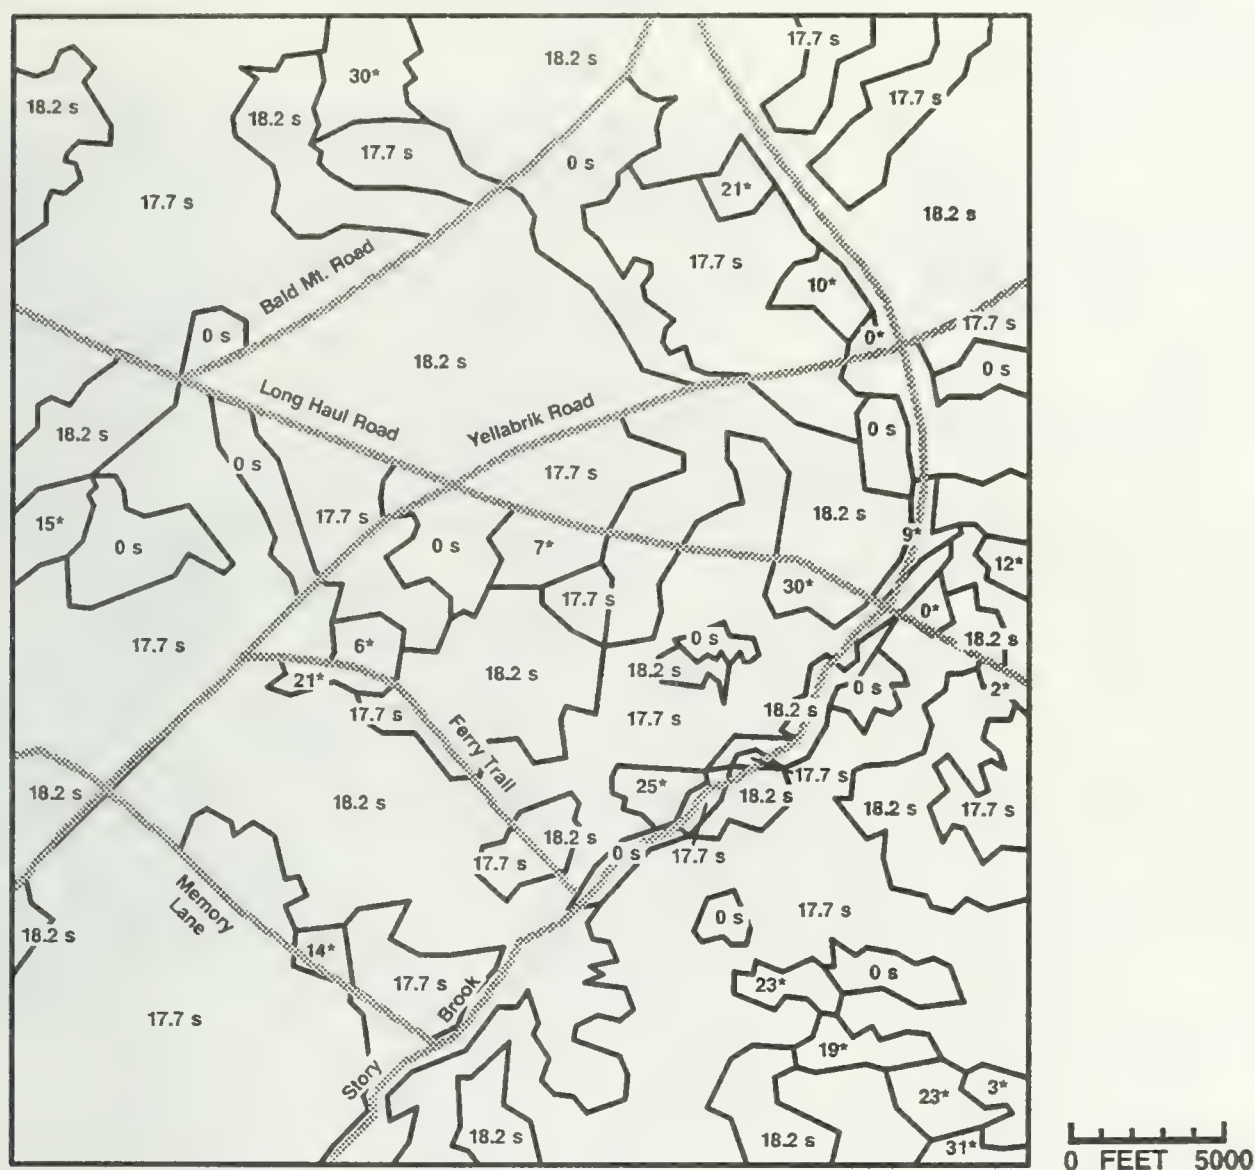 17.7 s
18.2 s
30*
18.2 s
17.7 s
18.2 s
17.7 s
0 s
21*
17.7 s
18.2 s
17.7 s
10*
Bald Mt. Road
0 s
0*
17.7 s
18.2 s
0 s
Long Haul Road
Yellabrik Road
18.2 s
0 s
0 s
17.7 s
15*
17.7 s
18.2 s
0 s
0 s
7*
9*
12*
30*
17.7 s
0*
17.7 s
6*
0 s
18.2 s
21*
18.2 s
18.2 s
0 s
2*
17.7 s
17.7 s
18.2 s
Ferry Trail
17.7 s
25*
18.2 s
18.2 s
18.2 s
18.2 s
17.7 s
18.2 s
0 s
17.7 s
17.7 s
Memory
Lane
17.7 s
0 s
18.2 s
14*
17.7 s
23*
0 s
Brook
17.7 s
19*
Story
23*
3*
18.2 s
18.2 s
31*
0 FEET 5000